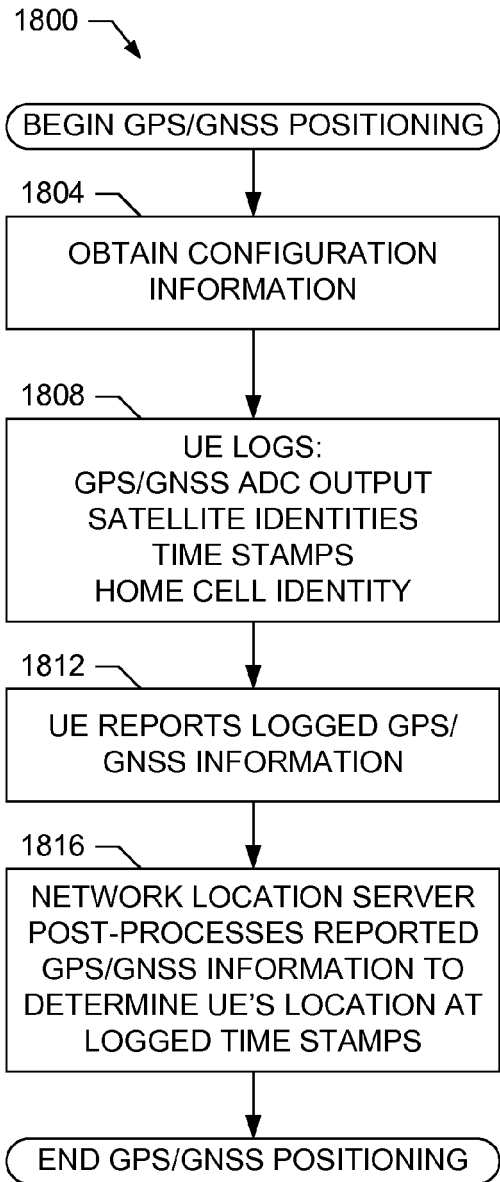 1800
BEGIN GPS/GNSS POSITIONING
1804
OBTAIN CONFIGURATION
INFORMATION
1808
UE LOGS:
GPS/GNSS ADC OUTPUT
SATELLITE IDENTITIES
TIME STAMPS
HOME CELL IDENTITY
1812
UE REPORTS LOGGED GPS/
GNSS INFORMATION
1816
NETWORK LOCATION SERVER
POST-PROCESSES REPORTED
GPS/GNSS INFORMATION TO
DETERMINE UE'S LOCATION AT
LOGGED TIME STAMPS
END GPS/GNSS POSITIONING